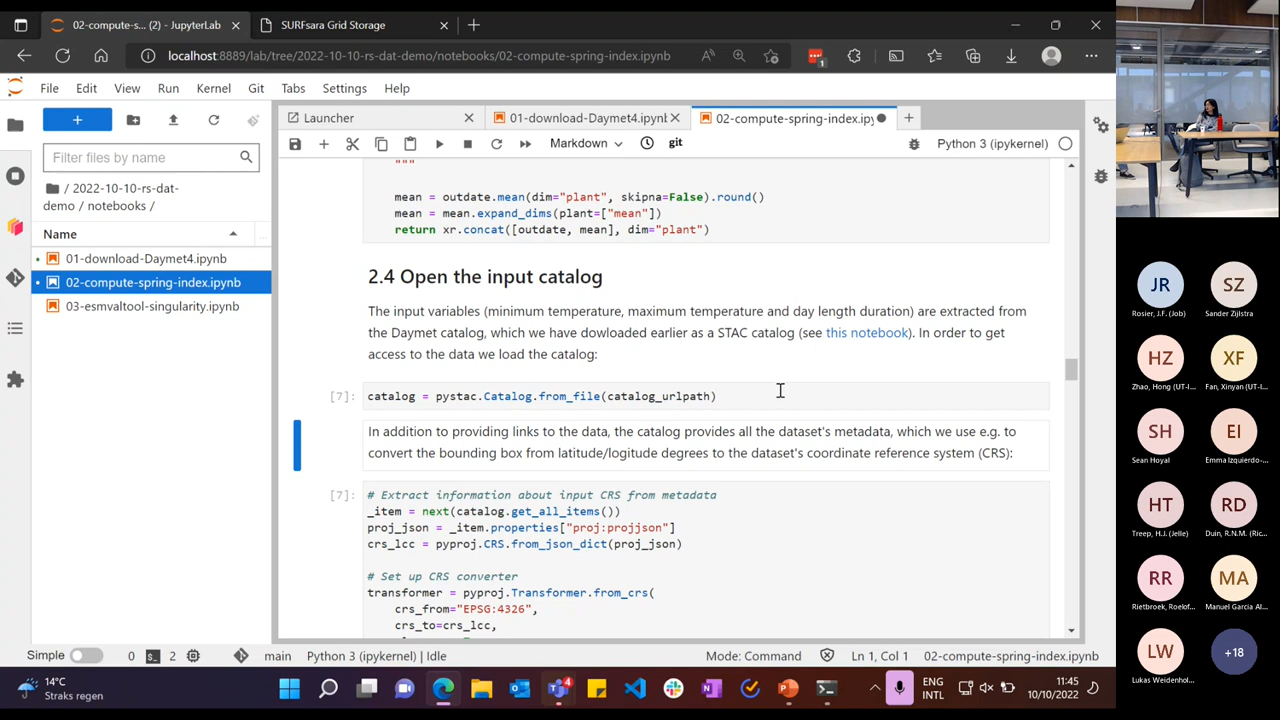 02-compute-s... (2) - JupyterLab
SURFsara Grid Storage
localhost:8889/lab/tree/2022-10-10-rs-dat-demo/notebooks/02-compute-spring-index.ipynb
1
File Edit View Run Kernel Git Tabs Settings Help
Launcher
01-download-Daymet4.ipynb
02-compute-spring-index.ipy
Markdown
git
Python 3 (ipykernel)
Filter files by name
/ 2022-10-10-rs-dat-
demo / notebooks /
Name
01-download-Daymet4.ipynb
02-compute-spring-index.ipynb
03-esmvaltool-singularity.ipynb
"""
mean = outdate.mean(dim="plant", skipna=False).round()
mean = mean.expand_dims(plant=["mean"])
return xr.concat([outdate, mean], dim="plant")
2.4 Open the input catalog
The input variables (minimum temperature, maximum temperature and day length duration) are extracted from
the Daymet catalog, which we have dowloaded earlier as a STAC catalog (see this notebook). In order to get
access to the data we load the catalog:
[7]: catalog = pystac.Catalog.from_file(catalog_urlpath)
In addition to providing links to the data, the catalog provides all the dataset's metadata, which we use e.g. to
convert the bounding box from latitude/logitude degrees to the dataset's coordinate reference system (CRS):
[7]: # Extract information about input CRS from metadata
_item = next(catalog.get_all_items())
proj_json = _item.properties["proj:projjson"]
crs_lcc = pyproj.CRS.from_json_dict(proj_json)
# Set up CRS converter
transformer = pyproj.Transformer.from_crs(
crs_from="EPSG:4326",
crs_to=crs_lcc,
Simple 0 2 main Python 3 (ipykernel) | Idle Mode: Command Ln 1, Col 1 02-compute-spring-index.ipynb
14°C
Straks regen
4
ENG
INTL
11:45
10/10/2022
JR
Rosier, J.F. (Job)
SZ
Sander Zijlstra
HZ
Zhao, Hong (UT-I...
XF
Fan, Xinyan (UT-I...
SH
Sean Hoyal
EI
Emma Izquierdo-...
HT
Treep, H.J. (Jelle)
RD
Duin, R.N.M. (Ric...
RR
Rietbroek, Roelof...
MA
Manuel Garcia Al...
LW
Lukas Weidenhol...
+18